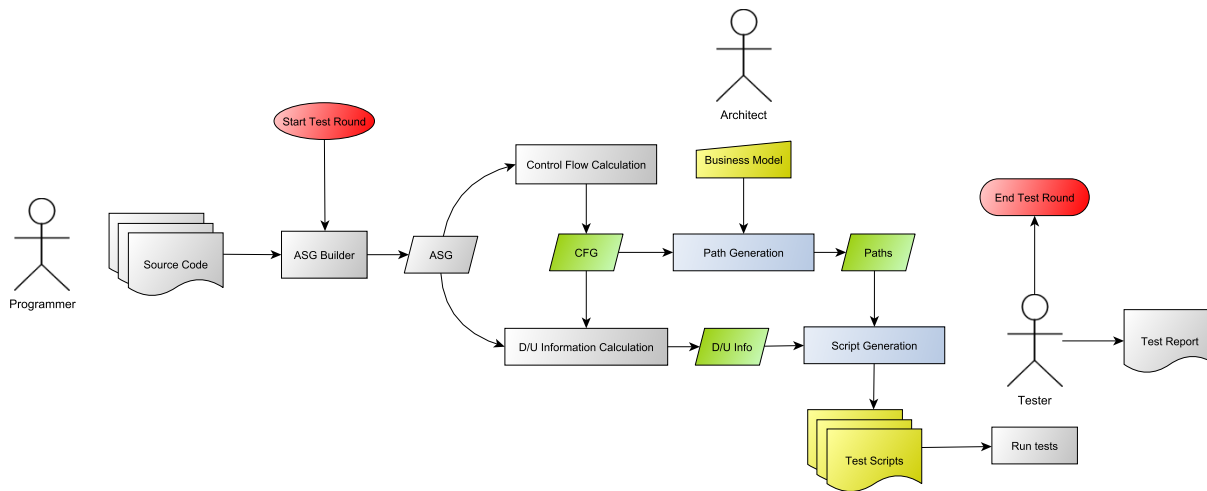 Architect
Start Test Round
Control Flow Calculation
Business Model
End Test Round
Programmer
Source Code
ASG Builder
ASG
CFG
Path Generation
Paths
D/U Information Calculation
D/U Info
Script Generation
Tester
Test Report
Test Scripts
Run tests